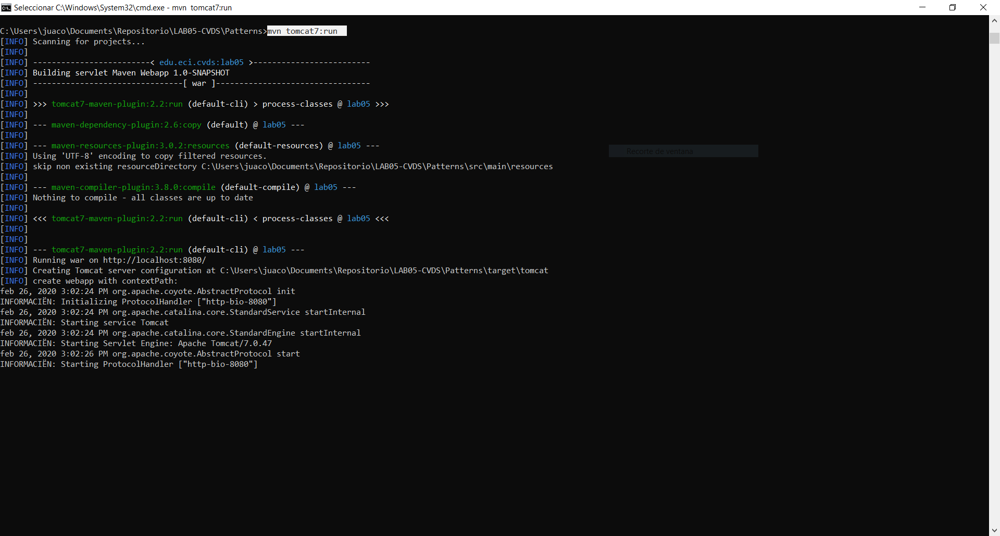 Seleccionar C:\Windows\System32\cmd.exe - mvn  tomcat7:run
C:\Users\juaco\Documents\Repositorio\LAB05-CVDS\Patterns>mvn tomcat7:run
[INFO] Scanning for projects...
[INFO]
[INFO] -------------------------< edu.eci.cvds:lab05 >-------------------------
[INFO] Building servlet Maven Webapp 1.0-SNAPSHOT
[INFO] --------------------------------[ war ]---------------------------------
[INFO]
[INFO] >>> tomcat7-maven-plugin:2.2:run (default-cli) > process-classes @ lab05 >>>
[INFO]
[INFO] --- maven-dependency-plugin:2.6:copy (default) @ lab05 ---
[INFO]
[INFO] --- maven-resources-plugin:3.0.2:resources (default-resources) @ lab05 ---
[INFO] Using 'UTF-8' encoding to copy filtered resources.
Recorte de ventana
[INFO] skip non existing resourceDirectory C:\Users\juaco\Documents\Repositorio\LAB05-CVDS\Patterns\src\main\resources
[INFO]
[INFO] --- maven-compiler-plugin:3.8.0:compile (default-compile) @ lab05 ---
[INFO] Nothing to compile - all classes are up to date
[INFO]
[INFO] <<< tomcat7-maven-plugin:2.2:run (default-cli) < process-classes @ lab05 <<<
[INFO]
[INFO]
[INFO] --- tomcat7-maven-plugin:2.2:run (default-cli) @ lab05 ---
[INFO] Running war on http://localhost:8080/
[INFO] Creating Tomcat server configuration at C:\Users\juaco\Documents\Repositorio\LAB05-CVDS\Patterns\target\tomcat
[INFO] create webapp with contextPath:
feb 26, 2020 3:02:24 PM org.apache.coyote.AbstractProtocol init
INFORMACIËN: Initializing ProtocolHandler ["http-bio-8080"]
feb 26, 2020 3:02:24 PM org.apache.catalina.core.StandardService startInternal
INFORMACIËN: Starting service Tomcat
feb 26, 2020 3:02:24 PM org.apache.catalina.core.StandardEngine startInternal
INFORMACIËN: Starting Servlet Engine: Apache Tomcat/7.0.47
feb 26, 2020 3:02:26 PM org.apache.coyote.AbstractProtocol start
INFORMACIËN: Starting ProtocolHandler ["http-bio-8080"]